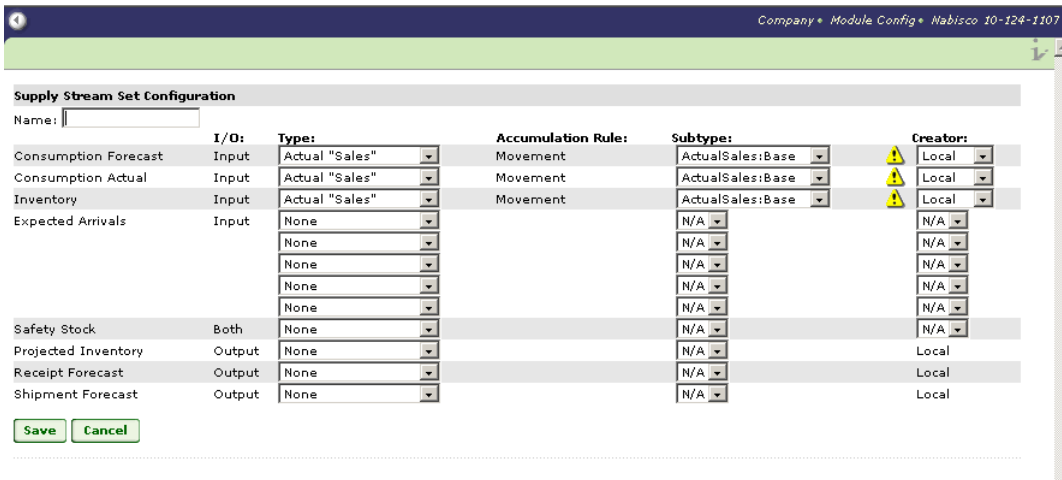 Company • Module Config • Nabisco 10-124-1107
Supply Stream Set Configuration
Name:
I/O: Type: Accumulation Rule: Subtype: Creator:
Consumption Forecast Input Actual "Sales" Movement ActualSales:Base Local
Consumption Actual Input Actual "Sales" Movement ActualSales:Base Local
Inventory Input Actual "Sales" Movement ActualSales:Base Local
Expected Arrivals Input None N/A N/A
None N/A N/A
None N/A N/A
None N/A N/A
None N/A N/A
Safety Stock Both None N/A N/A
Projected Inventory Output None N/A Local
Receipt Forecast Output None N/A Local
Shipment Forecast Output None N/A Local
Save Cancel